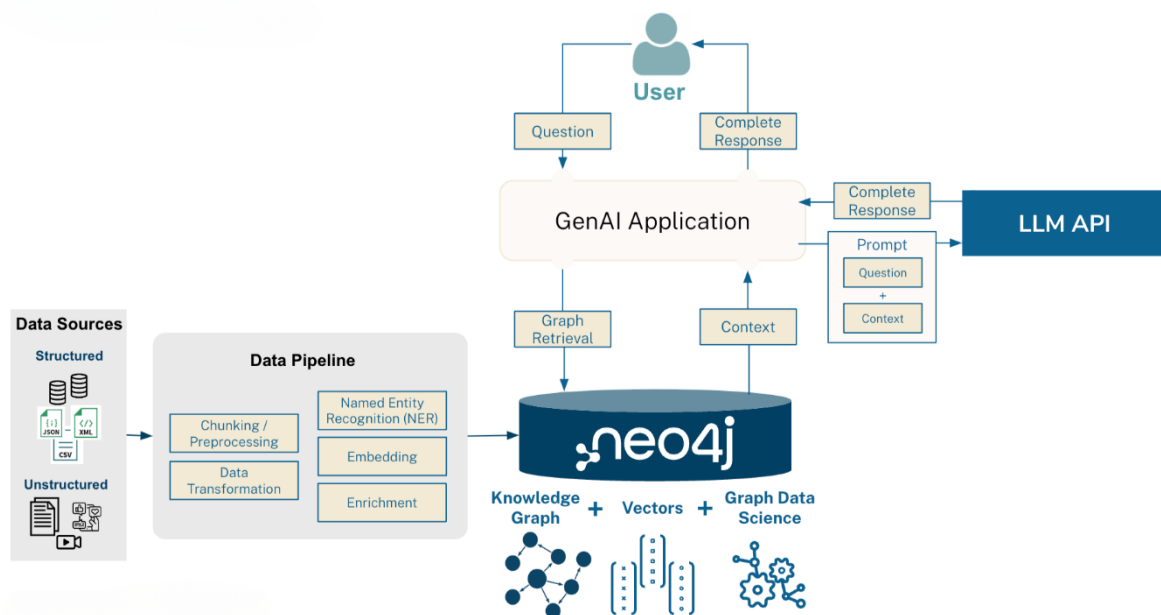 User
Question
Complete
Response
GenAI Application
Complete
Response
LLM API
Prompt
Question
+
Context
Graph
Retrieval
Context
Data Sources
Structured
{;}
JSON
</>
XML
CSV
Unstructured
Data Pipeline
Chunking /
Preprocessing
Data
Transformation
Named Entity
Recognition (NER)
Embedding
Enrichment
neo4j
Knowledge
Graph
+
Vectors
+
Graph Data
Science